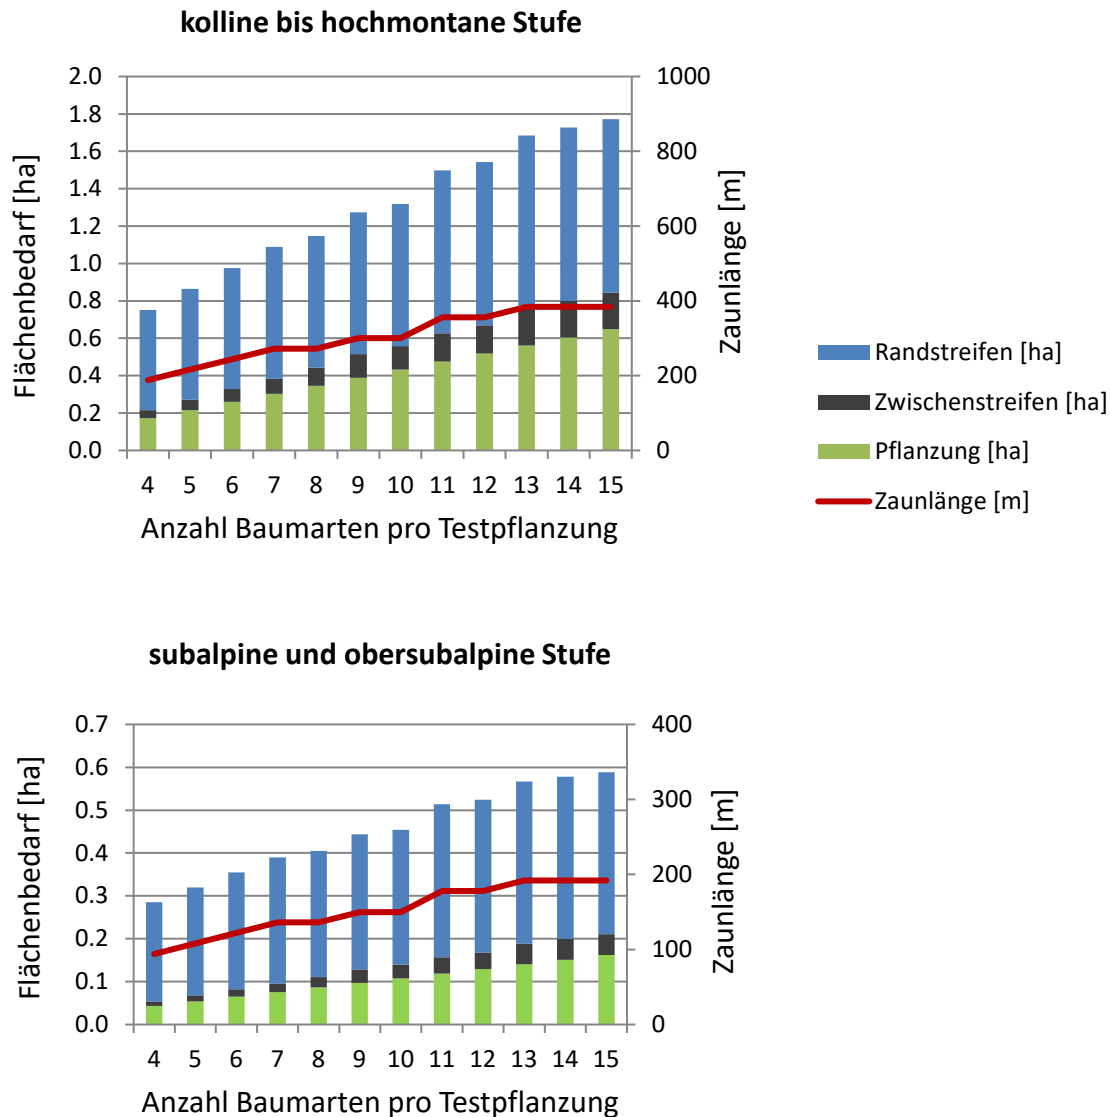 kolline bis hochmontane Stufe
2.0
1.8
1.6
1.4
1.2
1.0
0.8
0.6
0.4
0.2
0.0
Flächenbedarf [ha]
1000
800
600
400
200
0
Zaunlänge [m]
4 5 6 7 8 9 10 11 12 13 14 15
Anzahl Baumarten pro Testpflanzung
Randstreifen [ha]
Zwischenstreifen [ha]
Pflanzung [ha]
Zaunlänge [m]
subalpine und obersubalpine Stufe
0.7
0.6
0.5
0.4
0.3
0.2
0.1
0.0
Flächenbedarf [ha]
400
300
200
100
0
Zaunlänge [m]
4 5 6 7 8 9 10 11 12 13 14 15
Anzahl Baumarten pro Testpflanzung